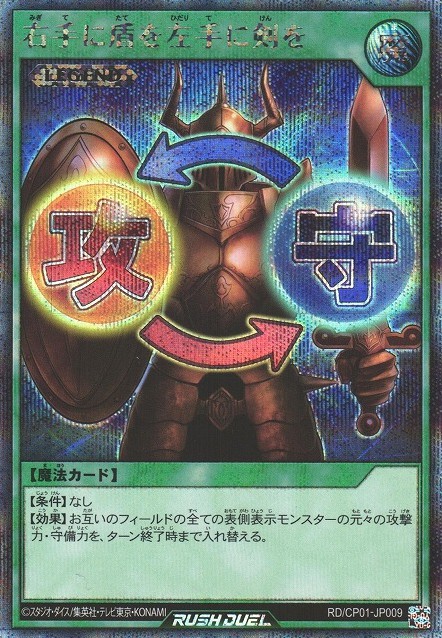 右手に盾を左手に剣を
LEGEND
魔
攻
守
【魔法カード】
【条件】なし
【効果】お互いのフィールドの全ての表側表示モンスターの元々の攻撃
力・守備力を、ターン終了時まで入れ替える。
©スタジオ・ダイス/集英社・テレビ東京・KONAMI
RUSH DUEL
RD/CP01-JP009